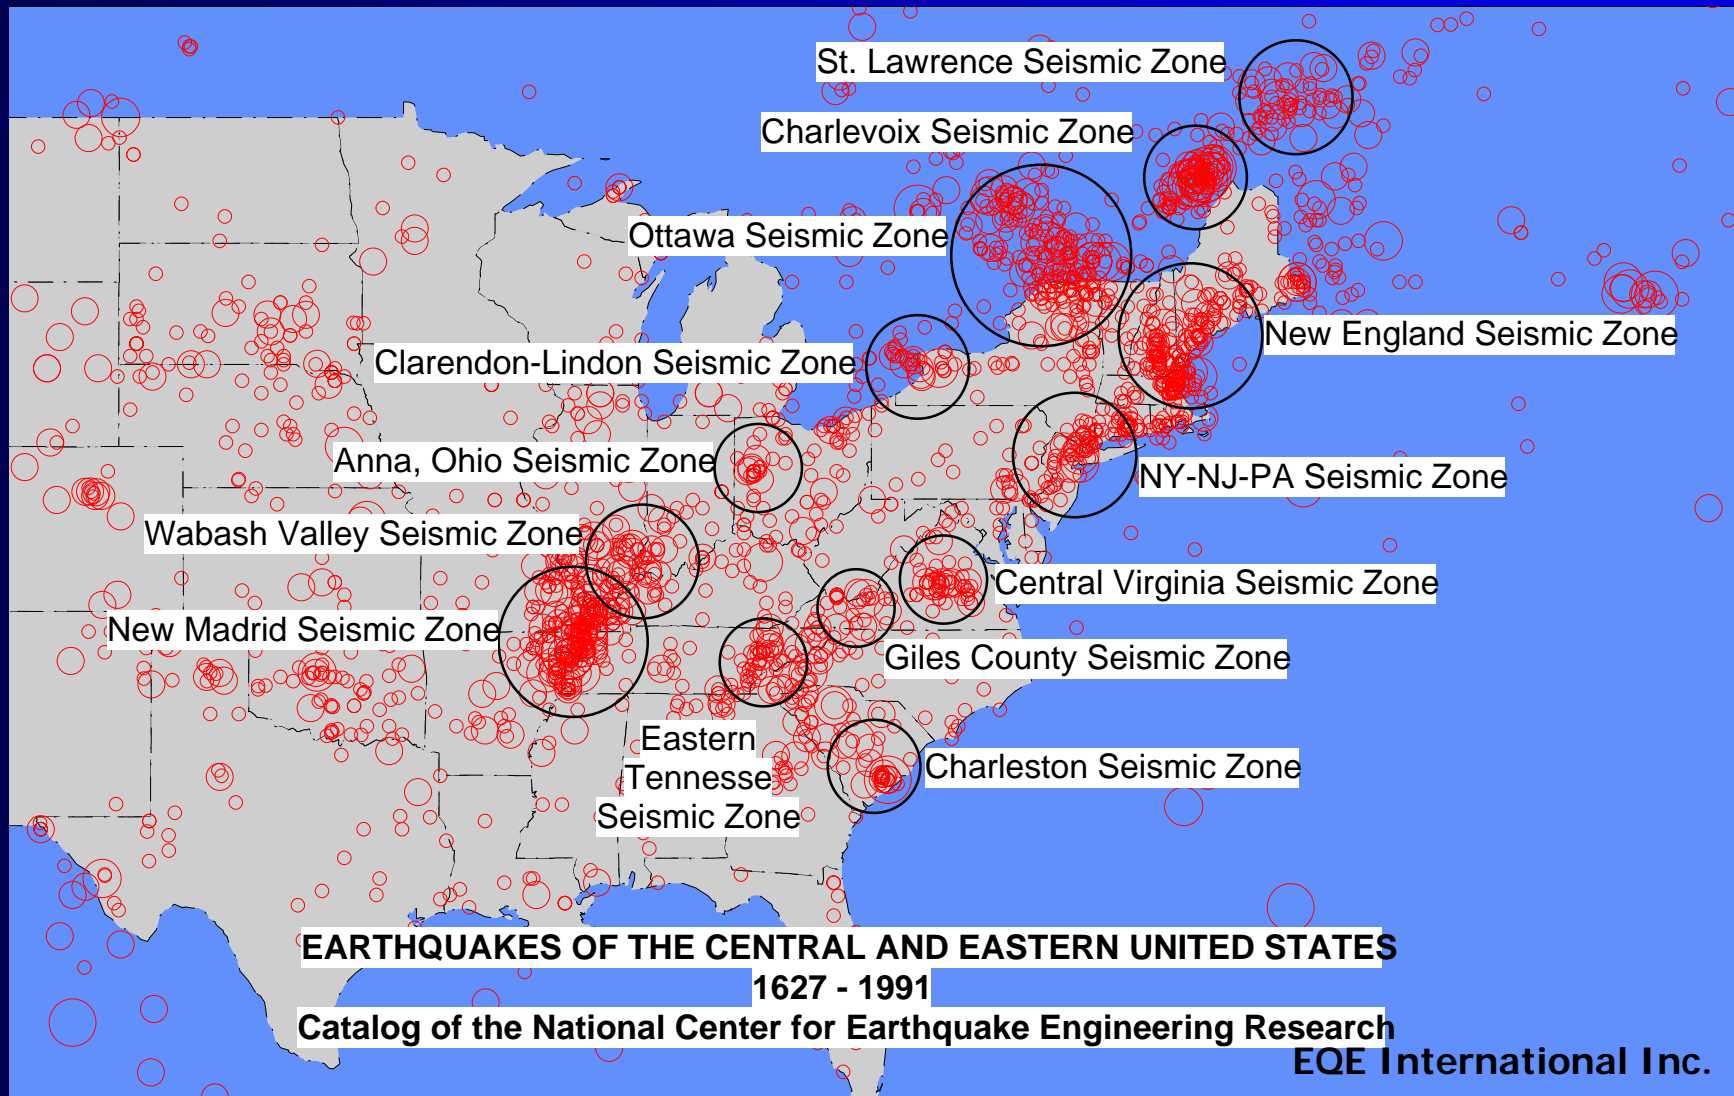 St. Lawrence Seismic Zone
Charlevoix Seismic Zone
Ottawa Seismic Zone
New England Seismic Zone
Clarendon-Lindon Seismic Zone
Anna, Ohio Seismic Zone
NY-NJ-PA Seismic Zone
Wabash Valley Seismic Zone
Central Virginia Seismic Zone
New Madrid Seismic Zone
Giles County Seismic Zone
Eastern
Tennesse
Seismic Zone
Charleston Seismic Zone
EARTHQUAKES OF THE CENTRAL AND EASTERN UNITED STATES
1627 - 1991
Catalog of the National Center for Earthquake Engineering Research
EQE International Inc.